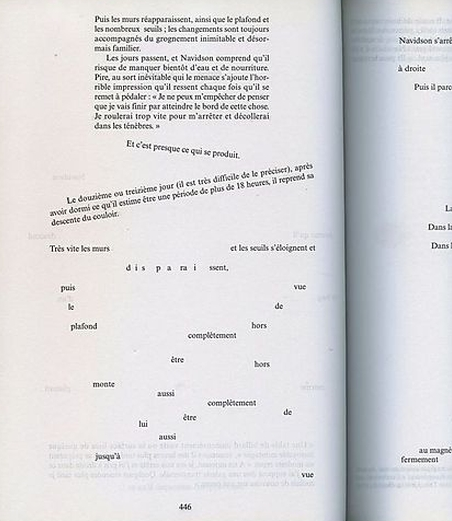 Puis les murs réapparaissent, ainsi que le plafond et
les nombreux seuils ; les changements sont toujours
accompagnés du grognement inimitable et désor-
mais familier.
Les jours passent, et Navidson comprend qu'il
risque de manquer bientôt d'eau et de nourriture.
Pire, au sort inévitable qui le menace s'ajoute l'hor-
rible impression qu'il ressent chaque fois qu'il se
remet à pédaler : « Je ne peux m'empêcher de penser
que je vais finir par atteindre le bord de cette chose.
Je roulerai trop vite pour m'arrêter et décollerai
dans les ténèbres. »
Et c'est presque ce qui se produit.
Le douzième ou treizième jour (il est très difficile de le préciser), après
avoir dormi ce qu'il estime être une période de plus de 18 heures, il reprend sa
descente du couloir.
Très vite les murs et les seuils s'éloignent et
d i s p a r a i ssent,
puis vue
le de
plafond hors
complètement
être
hors
monte
aussi
complètement
de
être
lui
aussi
jusqu'à
vue
446
Navidson s'arrê
à droite
Puis il parc
La
Dans la
Dans l
au magné
fermement